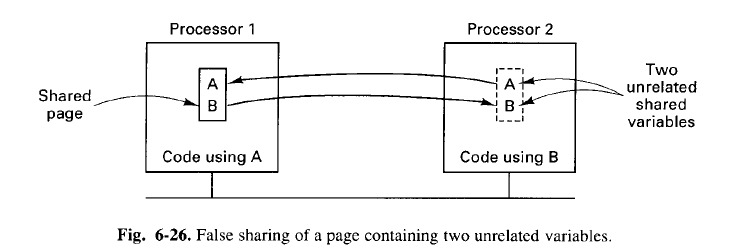 Processor 1
Processor 2
Shared
page
A
B
A
B
Two
unrelated
shared
variables
Code using A
Code using B
Fig. 6-26. False sharing of a page containing two unrelated variables.